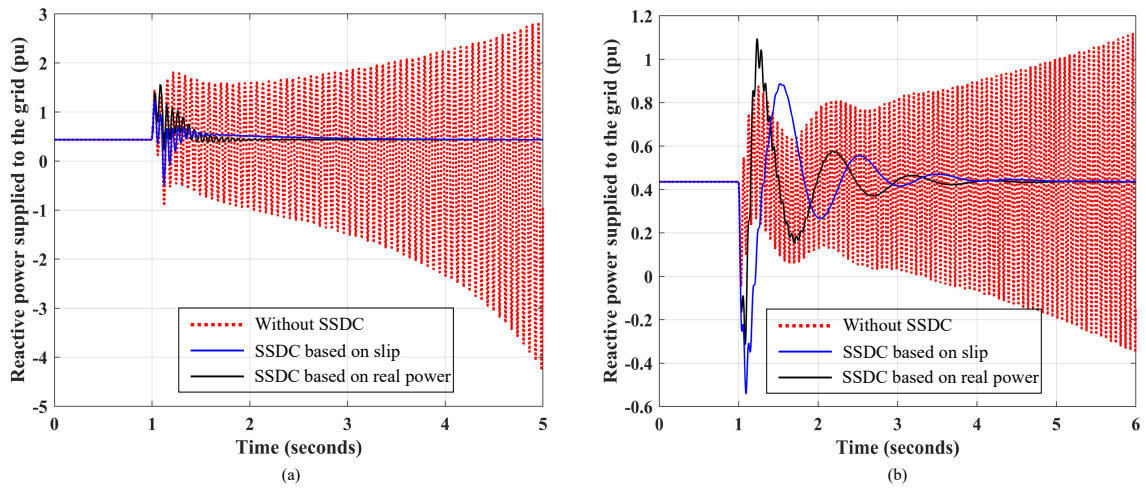 Reactive power supplied to the grid (pu)
3
2
1
0
-1
-2
-3
-4
-5
0
1
2
3
4
5
Without SSDC
SSDC based on slip
SSDC based on real power
Time (seconds)
(a)
Reactive power supplied to the grid (pu)
1.2
1
0.8
0.6
0.4
0.2
0
-0.2
-0.4
-0.6
0
1
2
3
4
5
6
Without SSDC
SSDC based on slip
SSDC based on real power
Time (seconds)
(b)